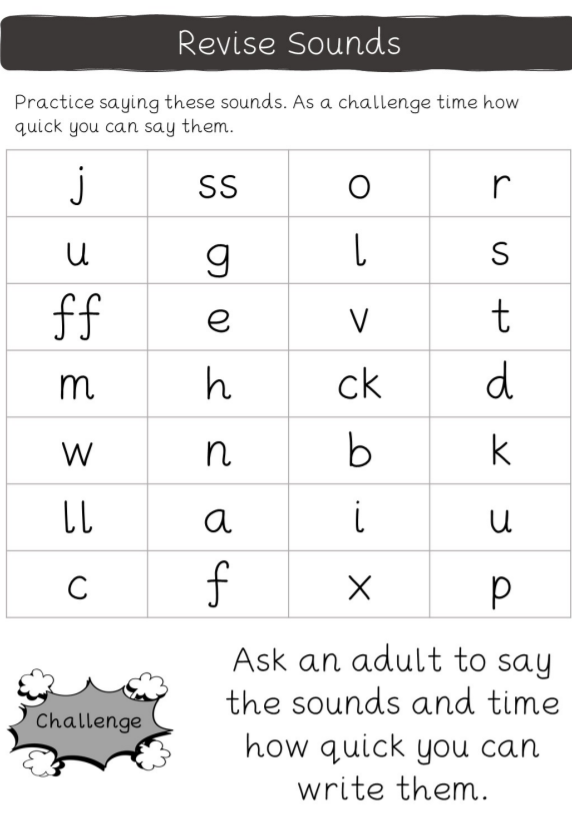 Revise Sounds
Practice saying these sounds. As a challenge time how
quick you can say them.
j ss o r
u g l s
ff e v t
m h ck d
w n b k
ll a i u
c f x p
Challenge
Ask an adult to say
the sounds and time
how quick you can
write them.